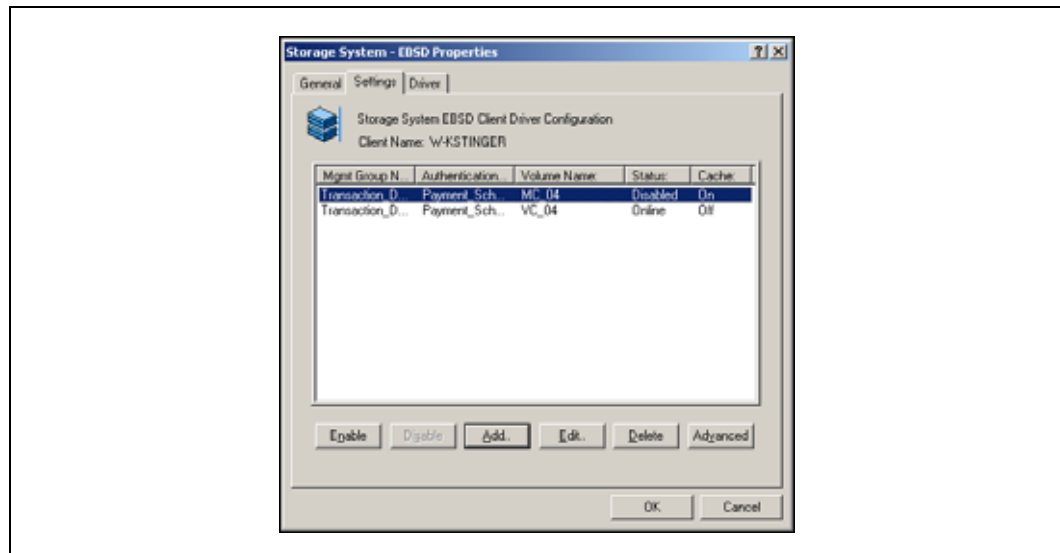 Storage System - EBSD Properties
General Settings Driver
Storage System EBSD Client Driver Configuration
Client Name: W-KSTINGER
Mgmt Group N... Authentication... Volume Name: Status: Cache:
Transaction_D... Payment_Sch... MC_04 Disabled On
Transaction_D... Payment_Sch... VC_04 Online Off
Enable Disable Add.. Edit.. Delete Advanced
OK Cancel